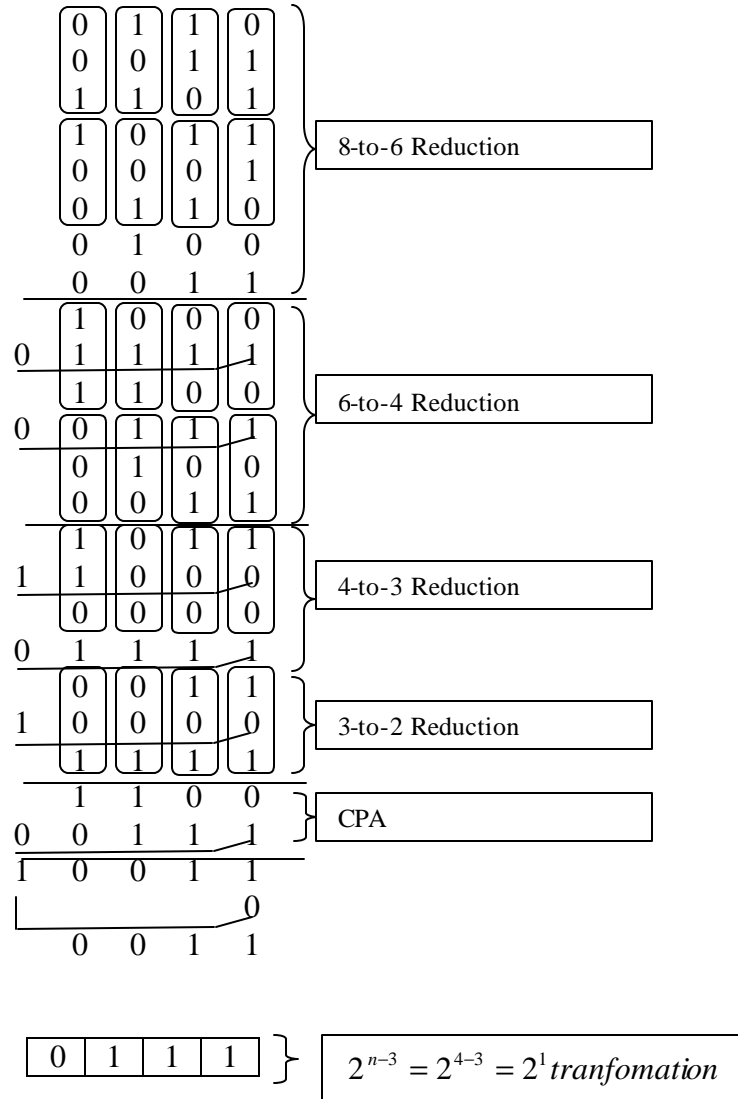 0 1 1 0
0 0 1 1
1 1 0 1
1 0 1 1
8-to-6 Reduction
0 0 0 1
0 1 1 0
0 1 0 0
0 0 1 1
1 0 0 0
0 1 1 1 1
1 1 0 0
6-to-4 Reduction
0 0 1 1 1
0 1 0 0
0 0 1 1
1 0 1 1
1 1 0 0 0
4-to-3 Reduction
0 0 0 0
0 1 1 1 1
0 0 1 1
1 0 0 0 0
3-to-2 Reduction
1 1 1 1
1 1 0 0
CPA
0 0 1 1 1
1 0 0 1 1
0
0 0 1 1
0 1 1 1
2^{n-3} = 2^{4-3} = 2^1 tranfomation